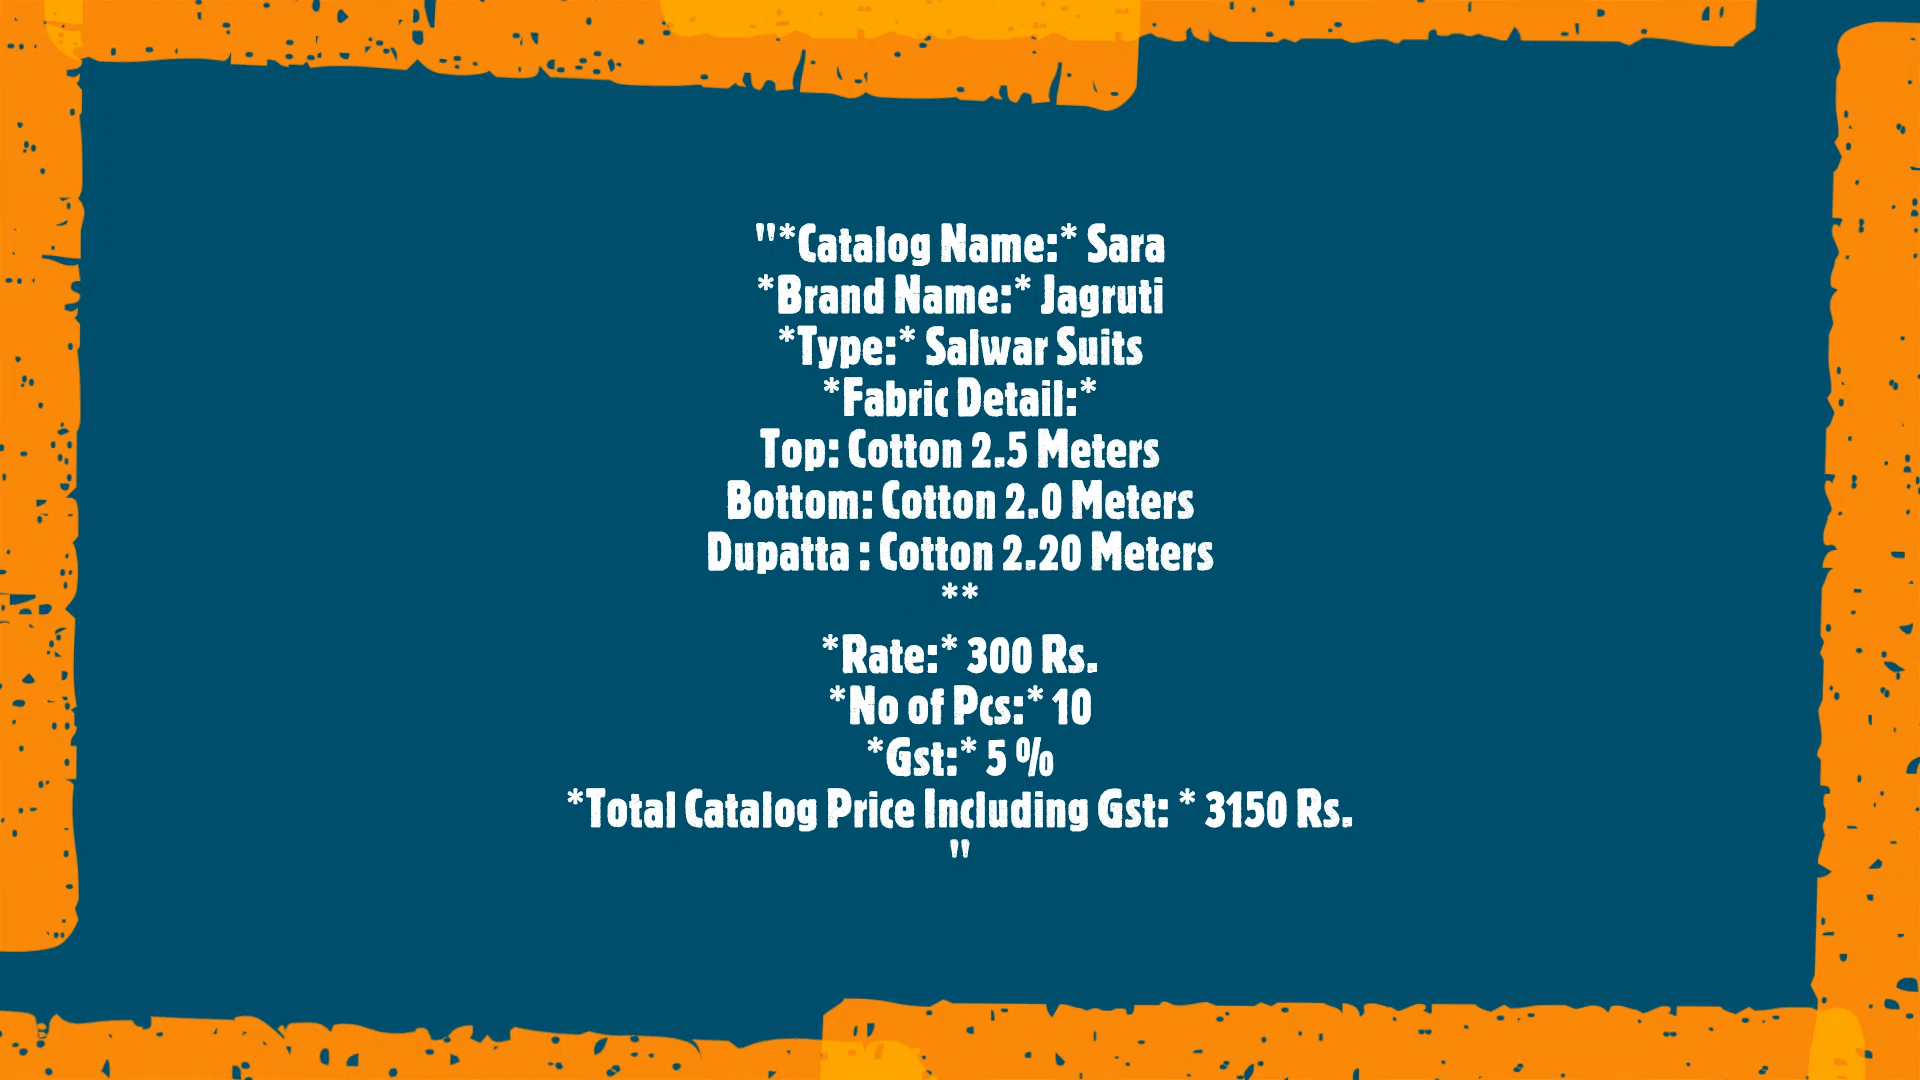 "*Catalog Name:* Sara
*Brand Name:* Jagruti
*Type:* Salwar Suits
*Fabric Detail:*
Top: Cotton 2.5 Meters
Bottom: Cotton 2.0 Meters
Dupatta : Cotton 2.20 Meters
**
*Rate:* 300 Rs.
*No of Pcs:* 10
*Gst:* 5 %
*Total Catalog Price Including Gst: * 3150 Rs.
"